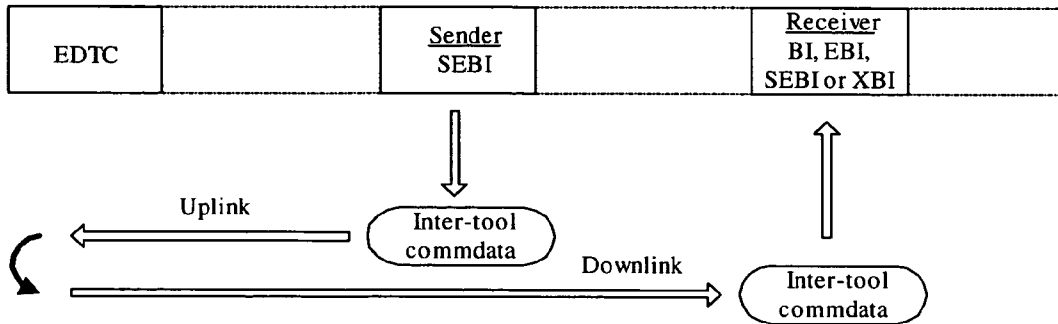 EDTC
Sender
SEBI
Receiver
BI, EBI,
SEBI or XBI
Uplink
Inter-tool
commdata
Downlink
Inter-tool
commdata